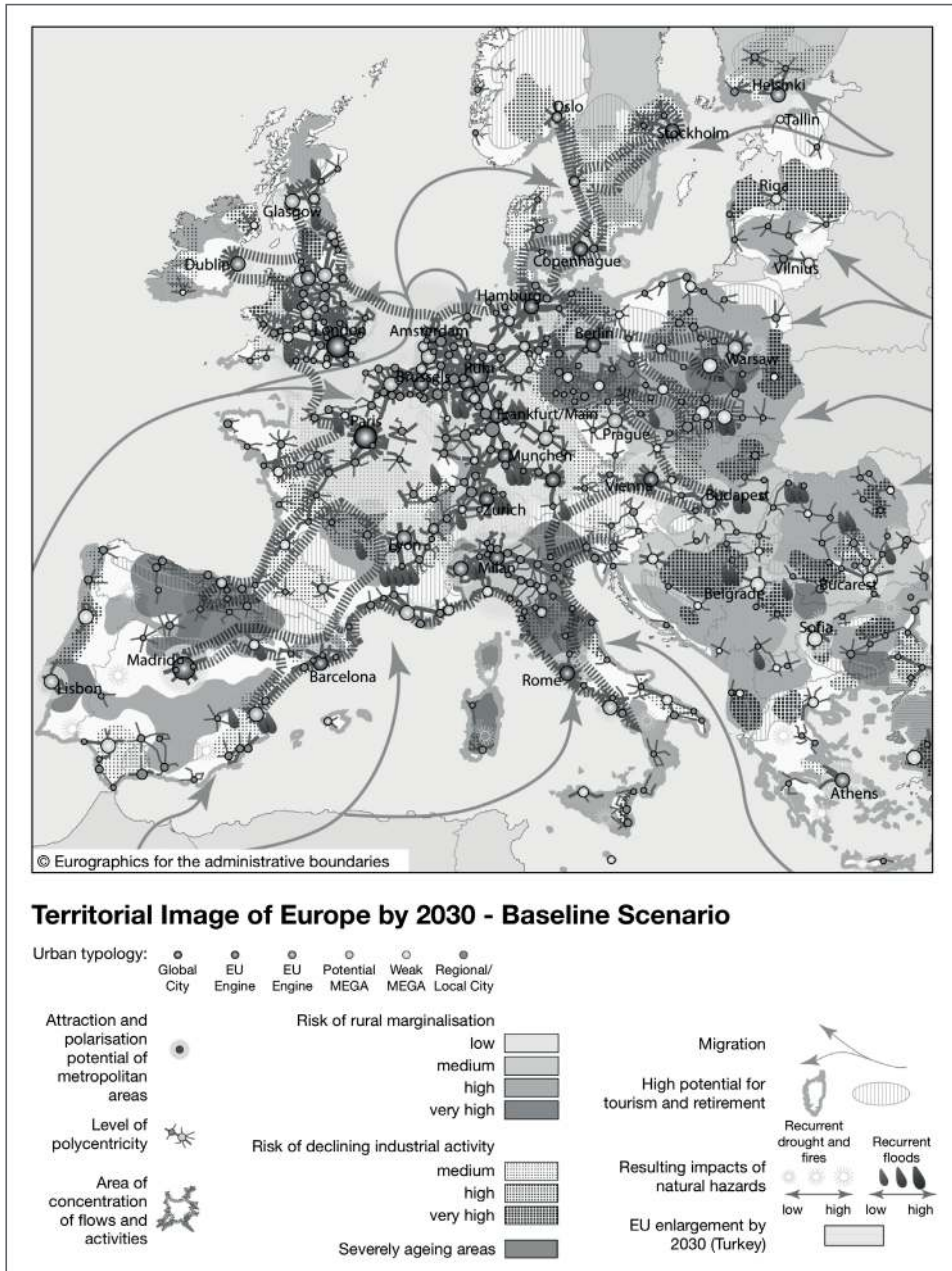 Oslo
Helsinki
Tallin
Stockholm
Riga
Glasgow
Dublin
Copenhague
Vilnius
Hamburg
London
Amsterdam
Berlin
Warsaw
Brussels
Ruhr
Paris
Frankfurt/Main
Prague
Munchen
Vienna
Budapest
Zurich
Lyon
Milan
Belgrade
Bucarest
Sofia
Madrid
Barcelona
Rome
Lisbon
Athens
© Eurographics for the administrative boundaries
Territorial Image of Europe by 2030 - Baseline Scenario
Urban typology:
Global
City
EU
Engine
EU
Engine
Potential
MEGA
Weak
MEGA
Regional/
Local City
Attraction and
polarisation
potential of
metropolitan
areas
Level of
polycentricity
Area of
concentration
of flows and
activities
Risk of rural marginalisation
low
medium
high
very high
Risk of declining industrial activity
medium
high
very high
Severely ageing areas
Migration
High potential for
tourism and retirement
Recurrent
drought and
fires
Recurrent
floods
Resulting impacts of
natural hazards
low high
low high
EU enlargement by
2030 (Turkey)